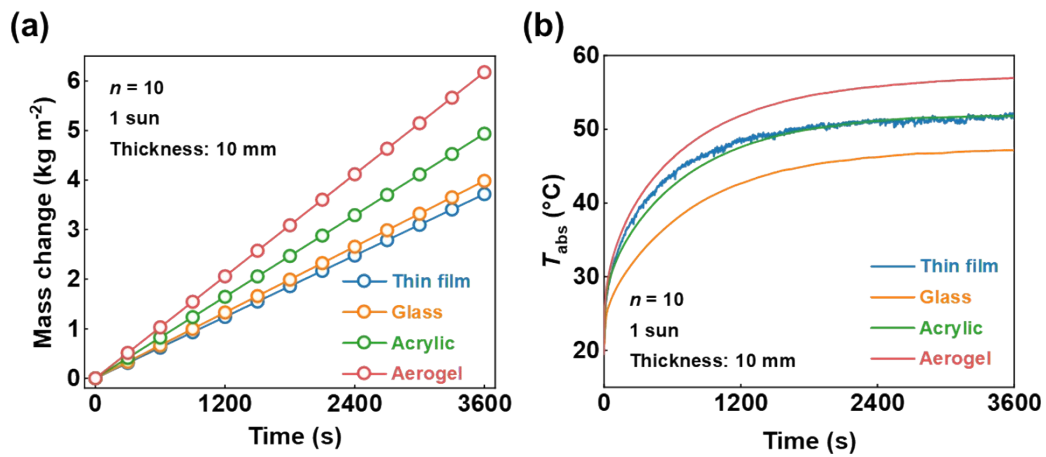 (a)
Mass change (kg m⁻²)
6
5
4
3
2
1
0
n = 10
1 sun
Thickness: 10 mm
Thin film
Glass
Acrylic
Aerogel
0 1200 2400 3600
Time (s)
(b)
T_abs (°C)
60
50
40
30
20
Thin film
Glass
Acrylic
Aerogel
n = 10
1 sun
Thickness: 10 mm
0 1200 2400 3600
Time (s)